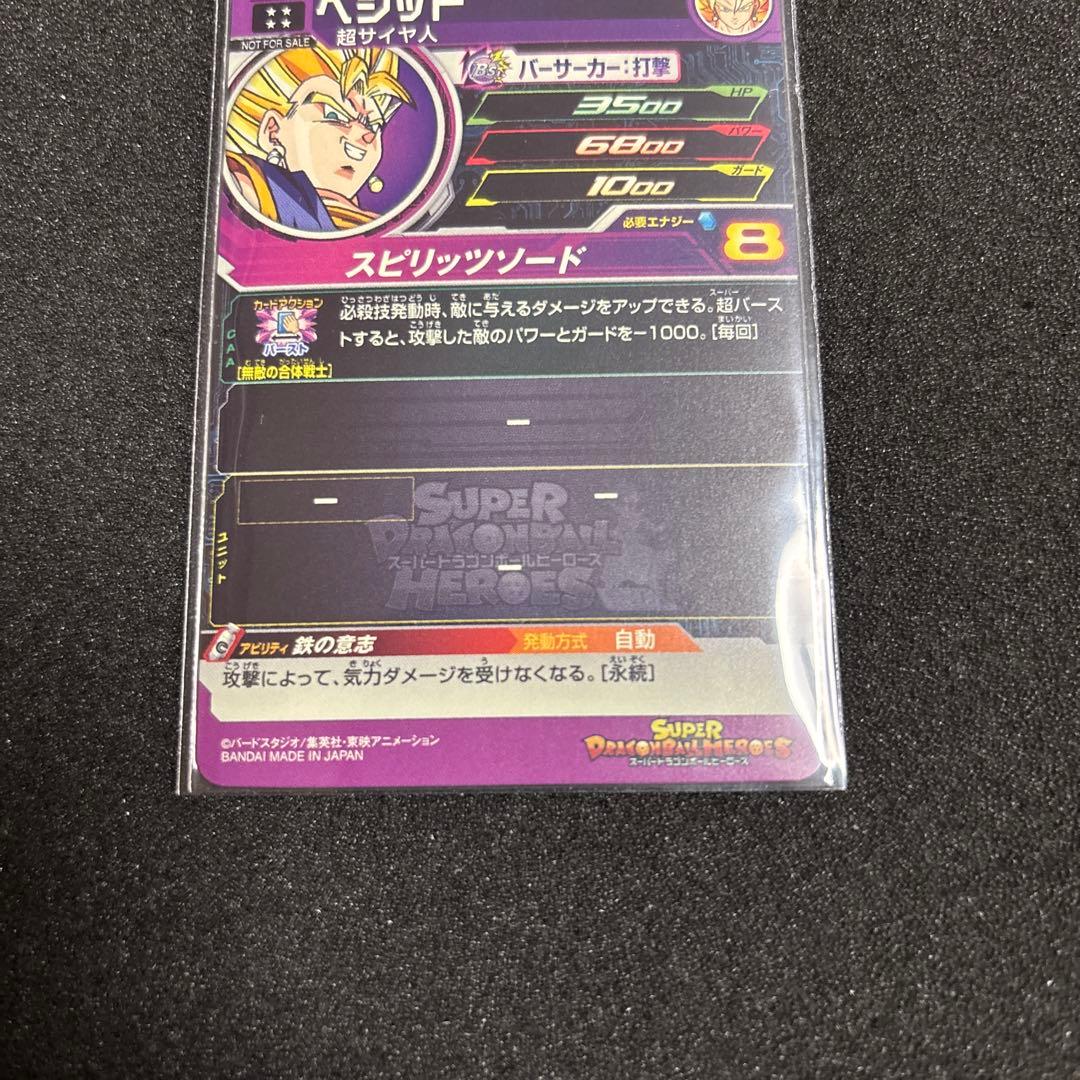 ベジット
超サイヤ人
NOT FOR SALE
BS
バーサーカー:打撃
HP
3500
パワー
6800
ガード
1000
必要エナジー
8
スピリッツソード
CAA
カードアクション
バースト
[無敵の合体戦士]
必殺技発動時、敵に与えるダメージをアップできる。超バース
トすると、攻撃した敵のパワーとガードを-1000。[毎回]
ー
ー
ー
ユニット
SUPER
DRAGONBALL
スーパードラゴンボールヒーローズ
ー
HEROES
アビリティ 鉄の意志
発動方式 自動
攻撃によって、気力ダメージを受けなくなる。[永続]
©バードスタジオ/集英社・東映アニメーション
BANDAI MADE IN JAPAN
SUPER
DRAGONBALL HEROES
スーパードラゴンボールヒーローズ